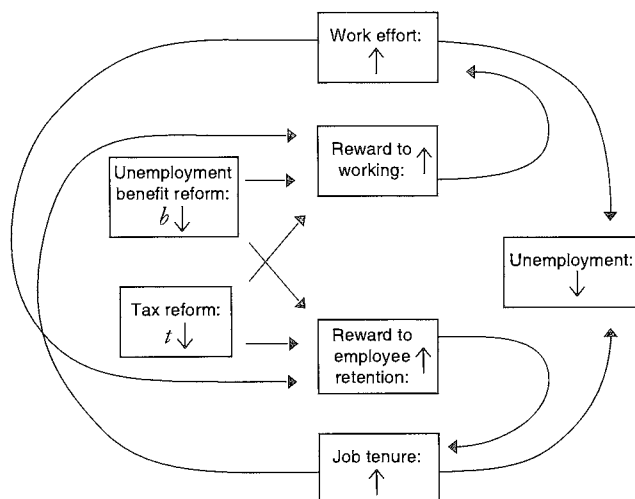 Work effort:
↑
Reward to
working: ↑
Unemployment
benefit reform:
b ↓
Unemployment:
↓
Tax reform:
t ↓
Reward to
employee
retention: ↑
Job tenure:
↑